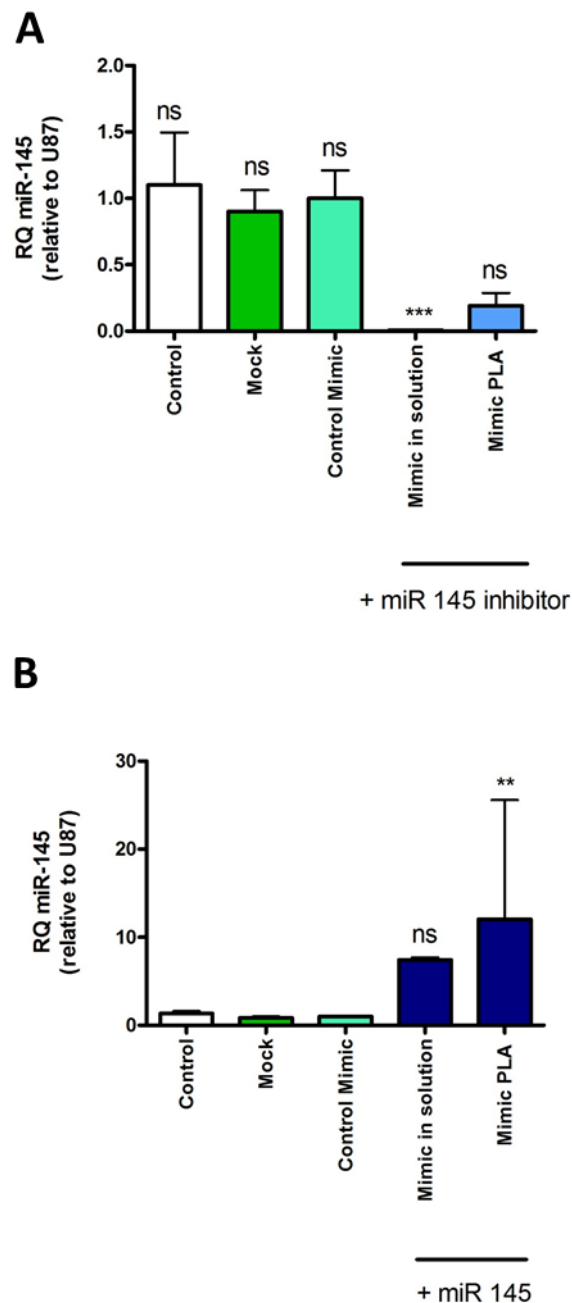 A
2.0
1.5
1.0
0.5
0.0
RQ miR-145
(relative to U87)
ns
ns
ns
***
ns
Control
Mock
Control Mimic
Mimic in solution
Mimic PLA
+ miR 145 inhibitor
B
30
20
10
0
RQ miR-145
(relative to U87)
ns
**
Control
Mock
Control Mimic
Mimic in solution
Mimic PLA
+ miR 145